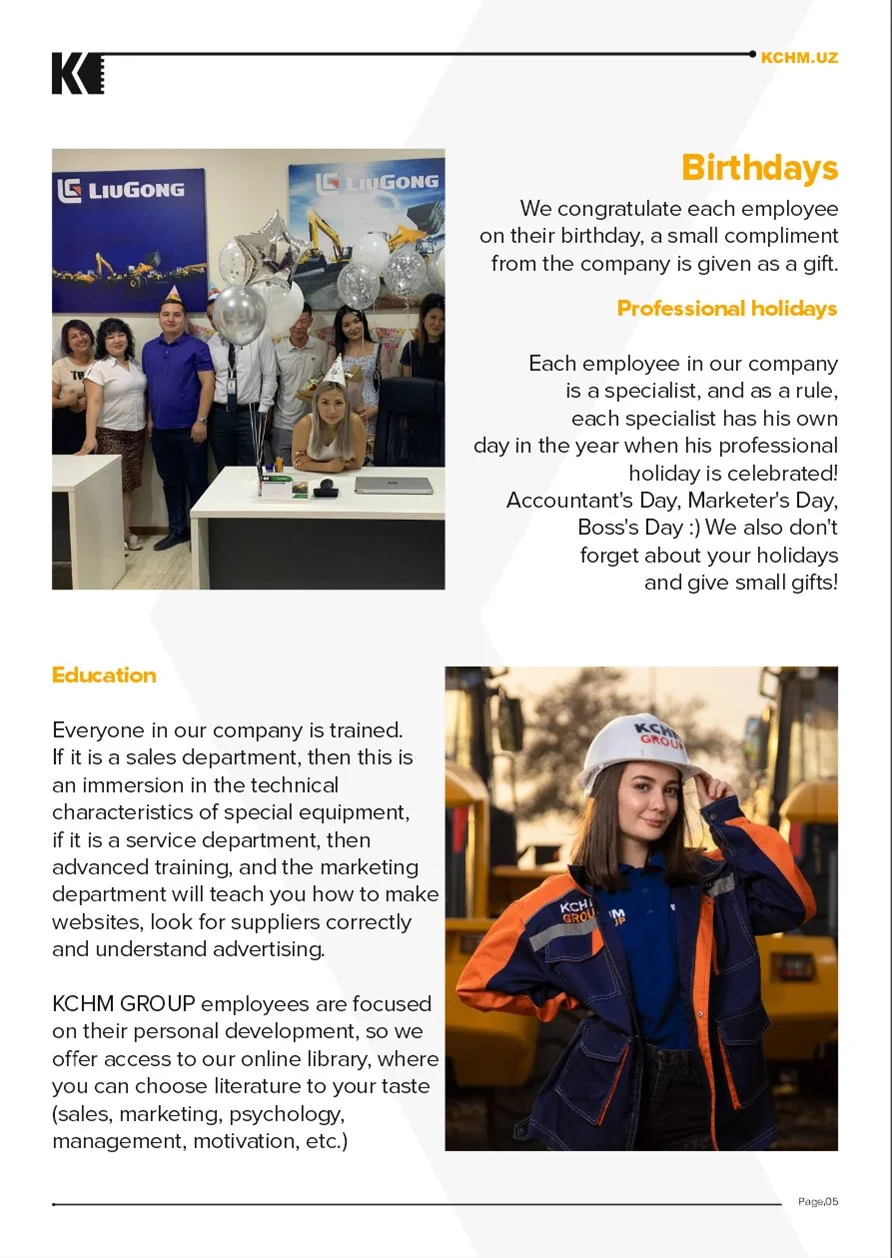 KCHM.UZ
LIUGONG
LIUGONG
Birthdays
We congratulate each employee
on their birthday, a small compliment
from the company is given as a gift.
Professional holidays
Each employee in our company
is a specialist, and as a rule,
each specialist has his own
day in the year when his professional
holiday is celebrated!
Accountant's Day, Marketer's Day,
Boss's Day :) We also don't
forget about your holidays
and give small gifts!
Education
Everyone in our company is trained.
If it is a sales department, then this is
an immersion in the technical
characteristics of special equipment,
if it is a service department, then
advanced training, and the marketing
department will teach you how to make
websites, look for suppliers correctly
and understand advertising.
KCHM GROUP employees are focused
on their personal development, so we
offer access to our online library, where
you can choose literature to your taste
(sales, marketing, psychology,
management, motivation, etc.)
KCHM
GROUP
KCHM
GROUP
Page,05